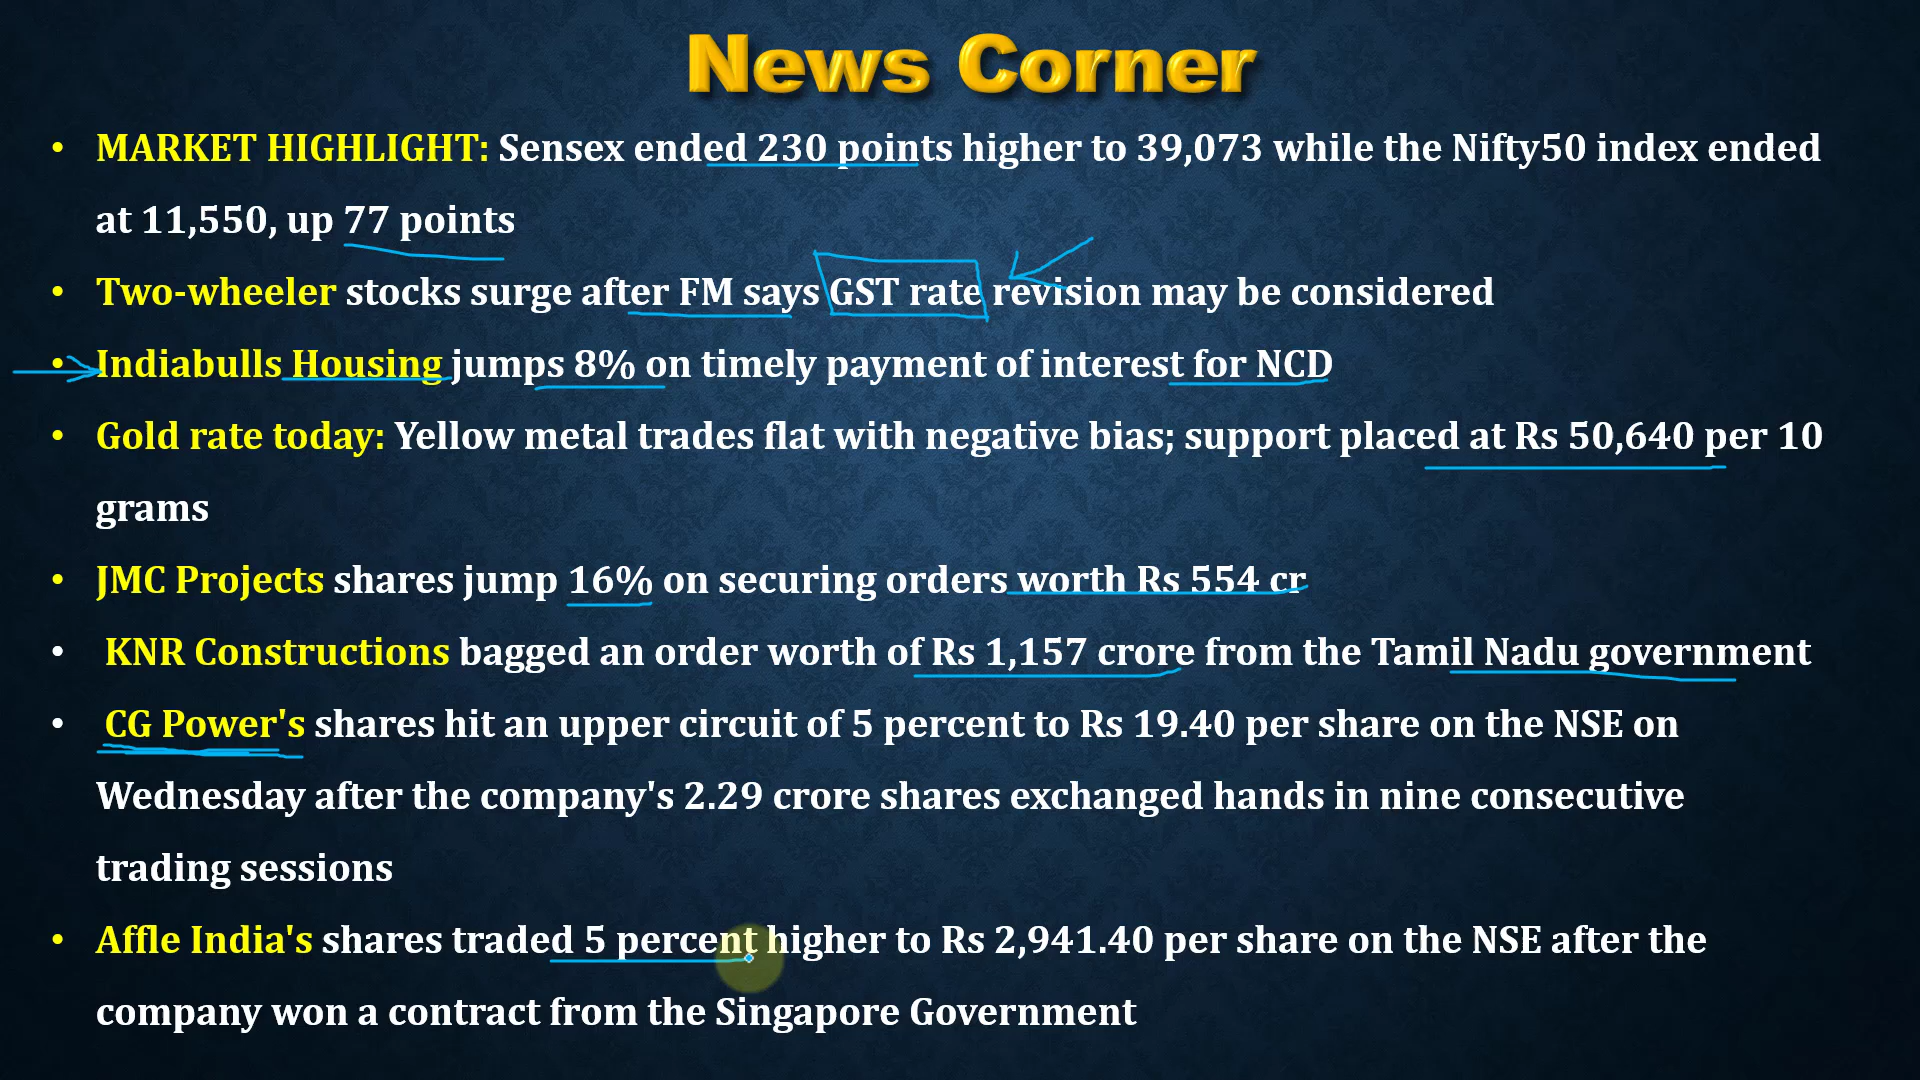 News Corner
• MARKET HIGHLIGHT: Sensex ended 230 points higher to 39,073 while the Nifty50 index ended
at 11,550, up 77 points
• Two-wheeler stocks surge after FM says GST rate revision may be considered
• Indiabulls Housing jumps 8% on timely payment of interest for NCD
• Gold rate today: Yellow metal trades flat with negative bias; support placed at Rs 50,640 per 10
grams
• JMC Projects shares jump 16% on securing orders worth Rs 554 cr
• KNR Constructions bagged an order worth of Rs 1,157 crore from the Tamil Nadu government
• CG Power's shares hit an upper circuit of 5 percent to Rs 19.40 per share on the NSE on
Wednesday after the company's 2.29 crore shares exchanged hands in nine consecutive
trading sessions
• Affle India's shares traded 5 percent higher to Rs 2,941.40 per share on the NSE after the
company won a contract from the Singapore Government